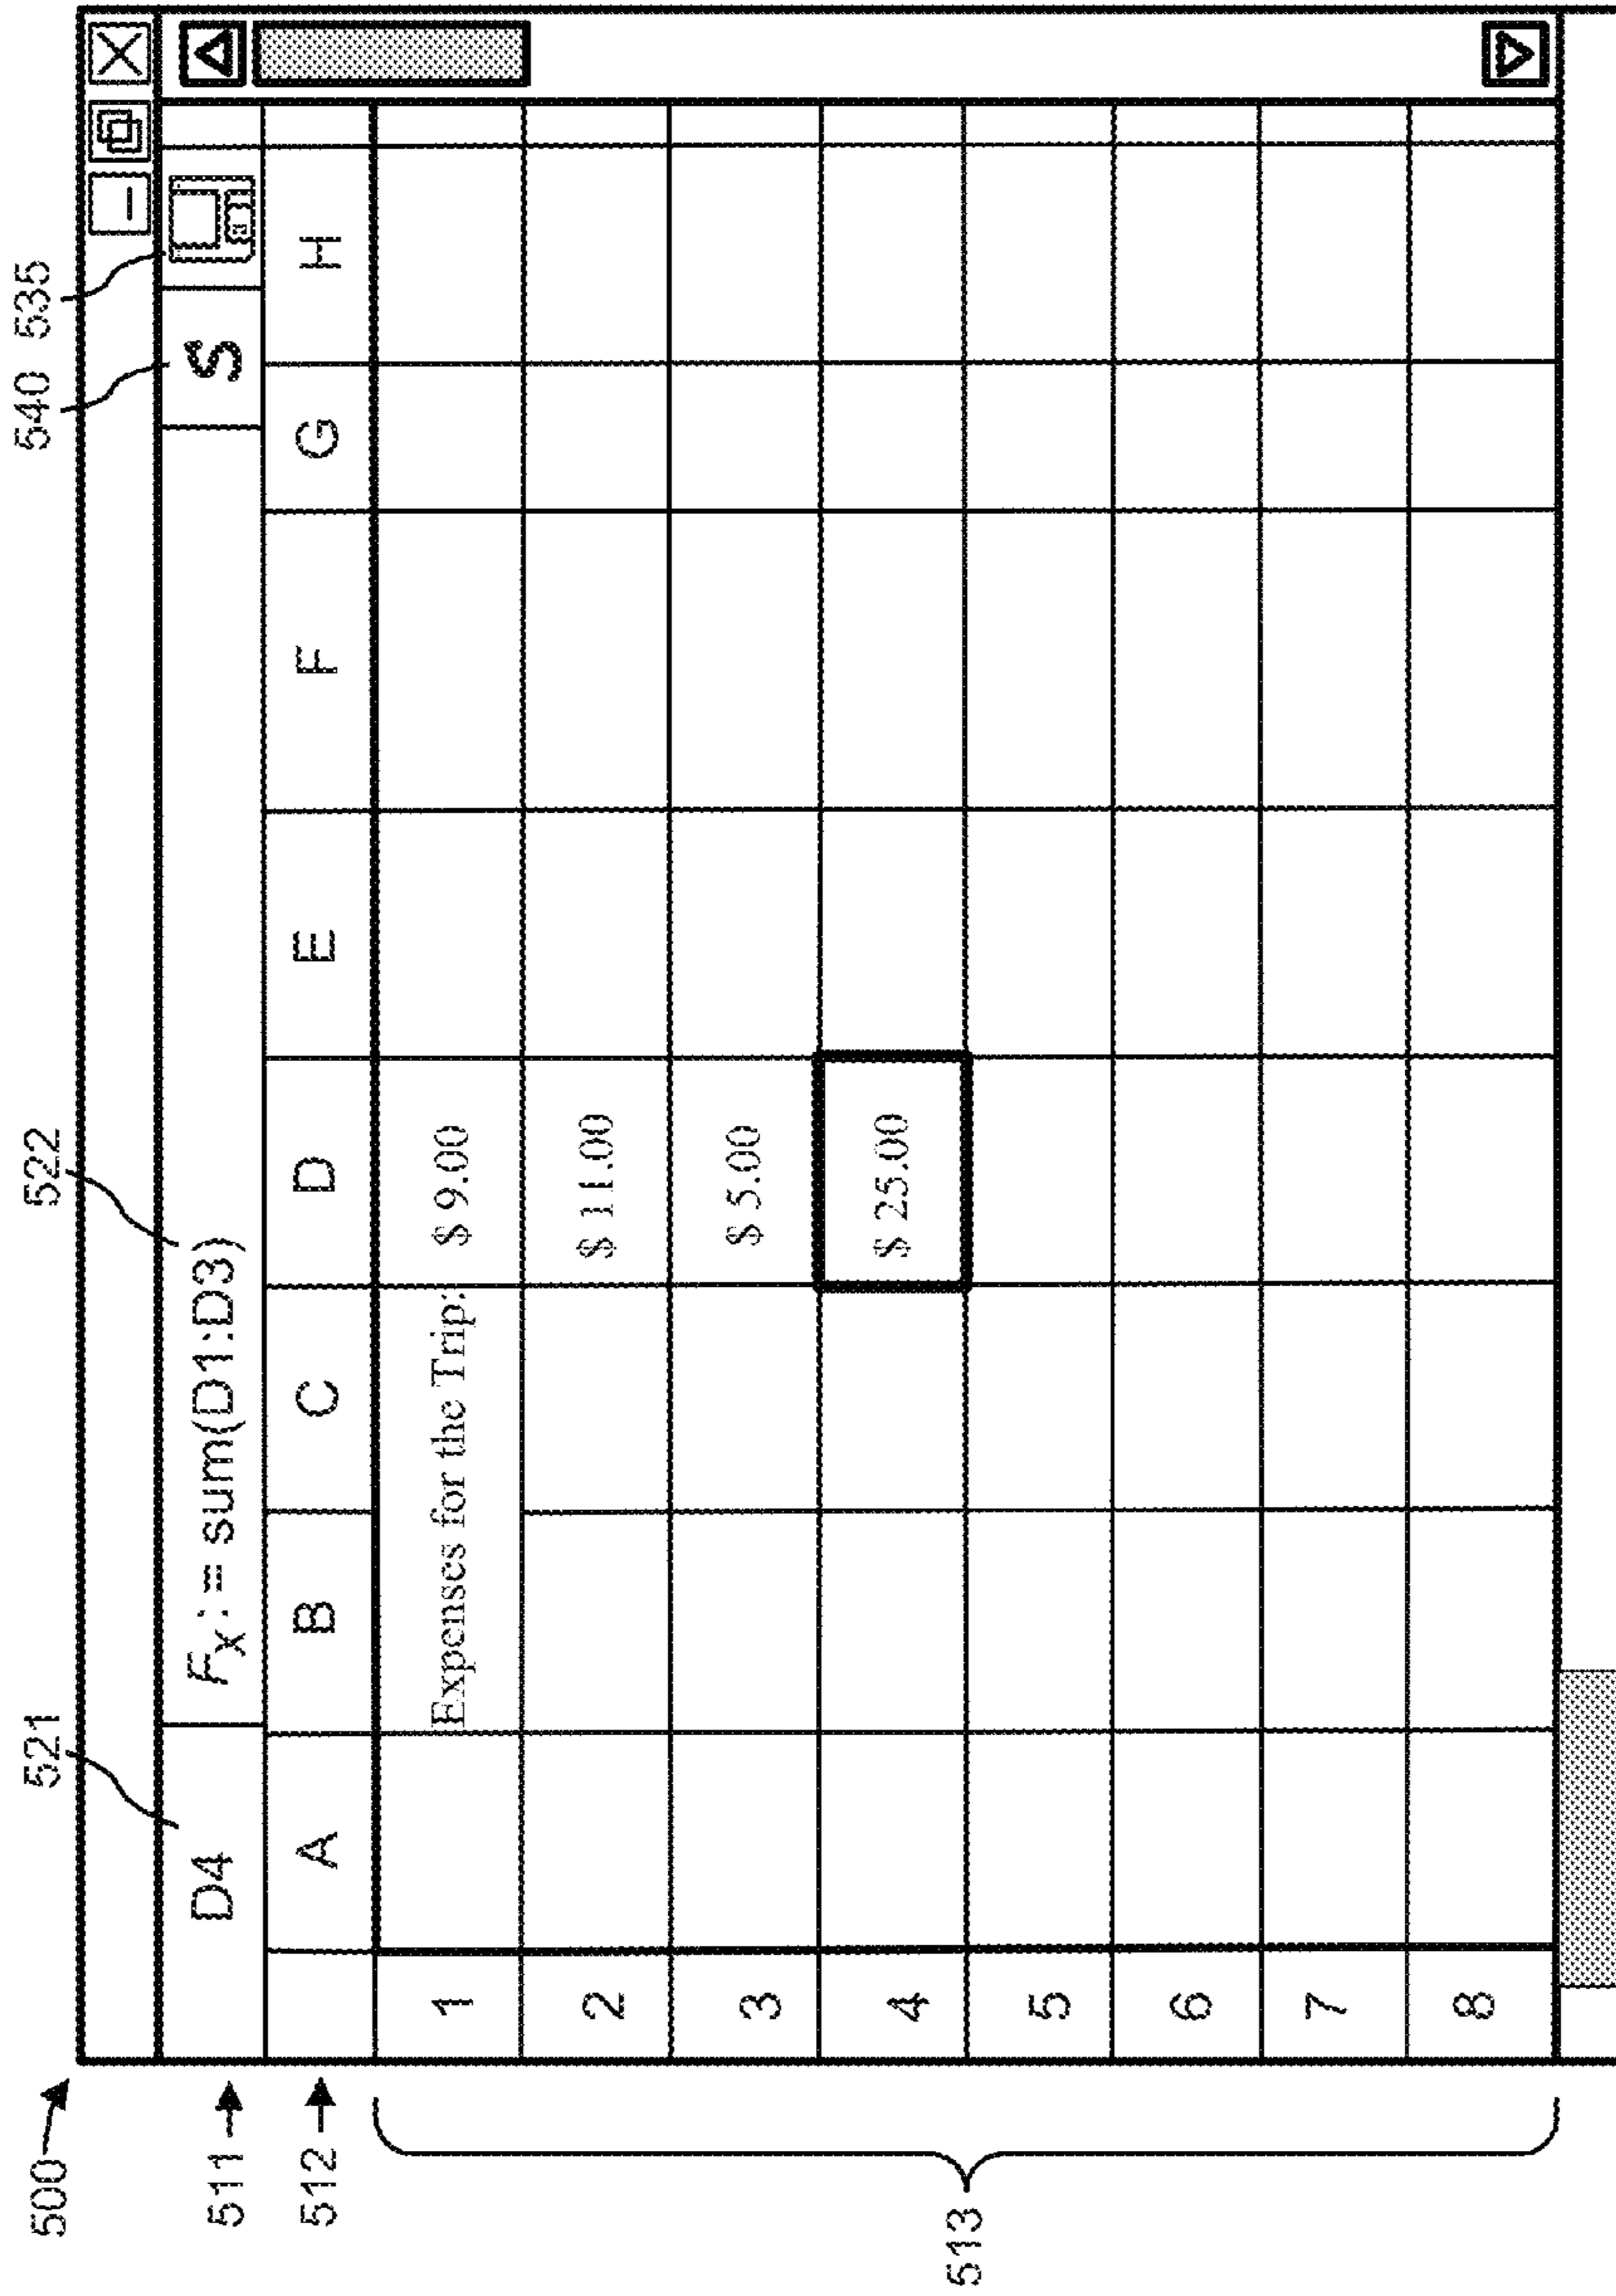 500
521
522
540 535
511
D4 Fx: = sum(D1:D3) S
512
A B C D E F G H
1 Expenses for the Trip: $ 9.00
2 $ 11.00
3 $ 5.00
4 $ 25.00
5
6
7
8
513